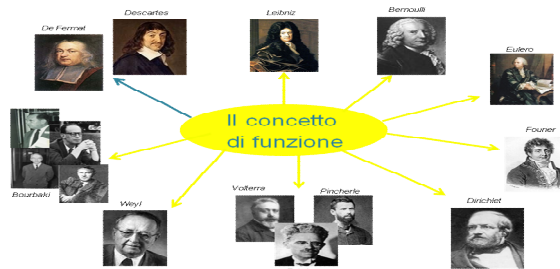 De Fermat
Descartes
Leibniz
Bernoulli
Eulero
Il concetto
di funzione
Fourier
Bourbaki
Weyl
Volterra
Pincherle
Dirichlet